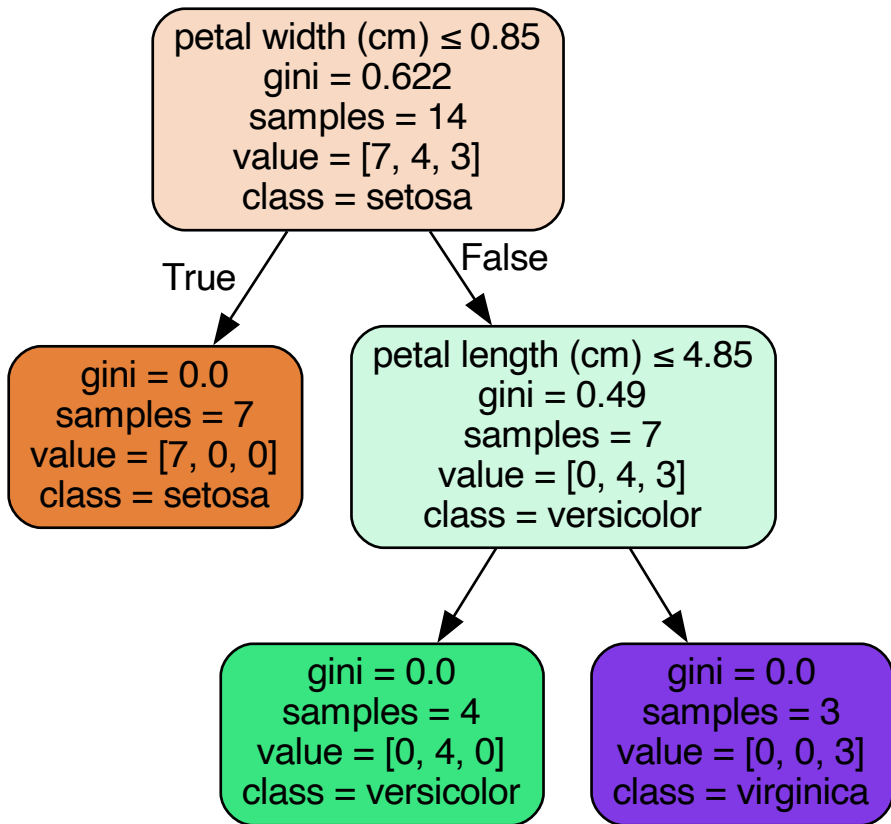 petal width (cm) ≤ 0.85
gini = 0.622
samples = 14
value = [7, 4, 3]
class = setosa
True
False
gini = 0.0
samples = 7
value = [7, 0, 0]
class = setosa
petal length (cm) ≤ 4.85
gini = 0.49
samples = 7
value = [0, 4, 3]
class = versicolor
gini = 0.0
samples = 4
value = [0, 4, 0]
class = versicolor
gini = 0.0
samples = 3
value = [0, 0, 3]
class = virginica